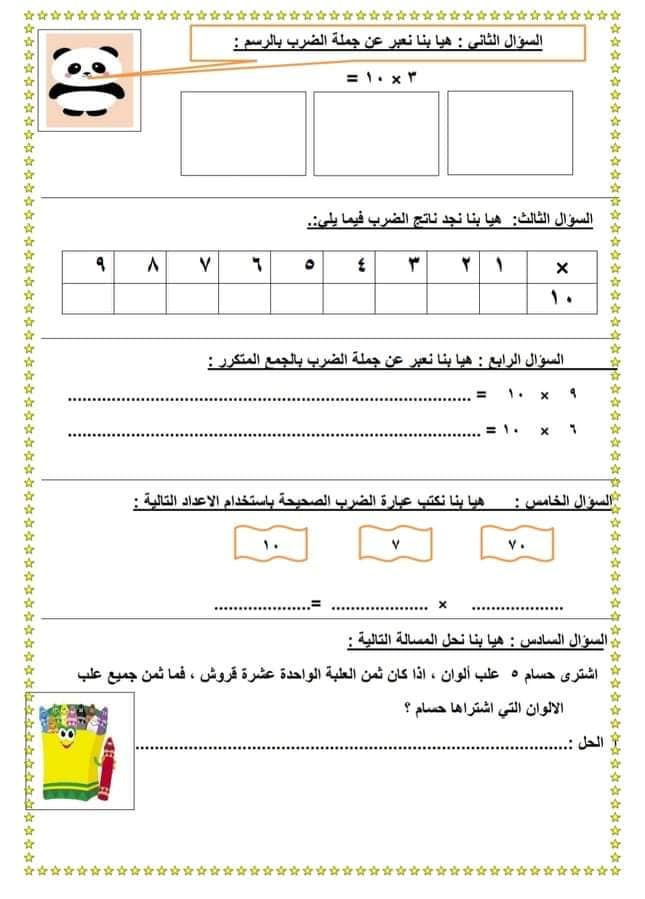 السؤال الثاني : هيا بنا نعبر عن جملة الضرب بالرسم :
٣ × ١٠ =
السؤال الثالث: هيا بنا نجد ناتج الضرب فيما يلي:.
× ١ ٢ ٣ ٤ ٥ ٦ ٧ ٨ ٩
١٠
السؤال الرابع : هيا بنا نعبر عن جملة الضرب بالجمع المتكرر :
٩ × ١٠ = ....................................................................................
٦ × ١٠ = ......................................................................................
السؤال الخامس : هيا بنا نكتب عبارة الضرب الصحيحة باستخدام الاعداد التالية :
٧٠ ٧ ١٠
................... × .................... =....................
السؤال السادس : هيا بنا نحل المسالة التالية :
اشترى حسام ٥ علب ألوان ، اذا كان ثمن العلبة الواحدة عشرة قروش ، فما ثمن جميع علب
الالوان التي اشتراها حسام ؟
الحل :..........................................................................................